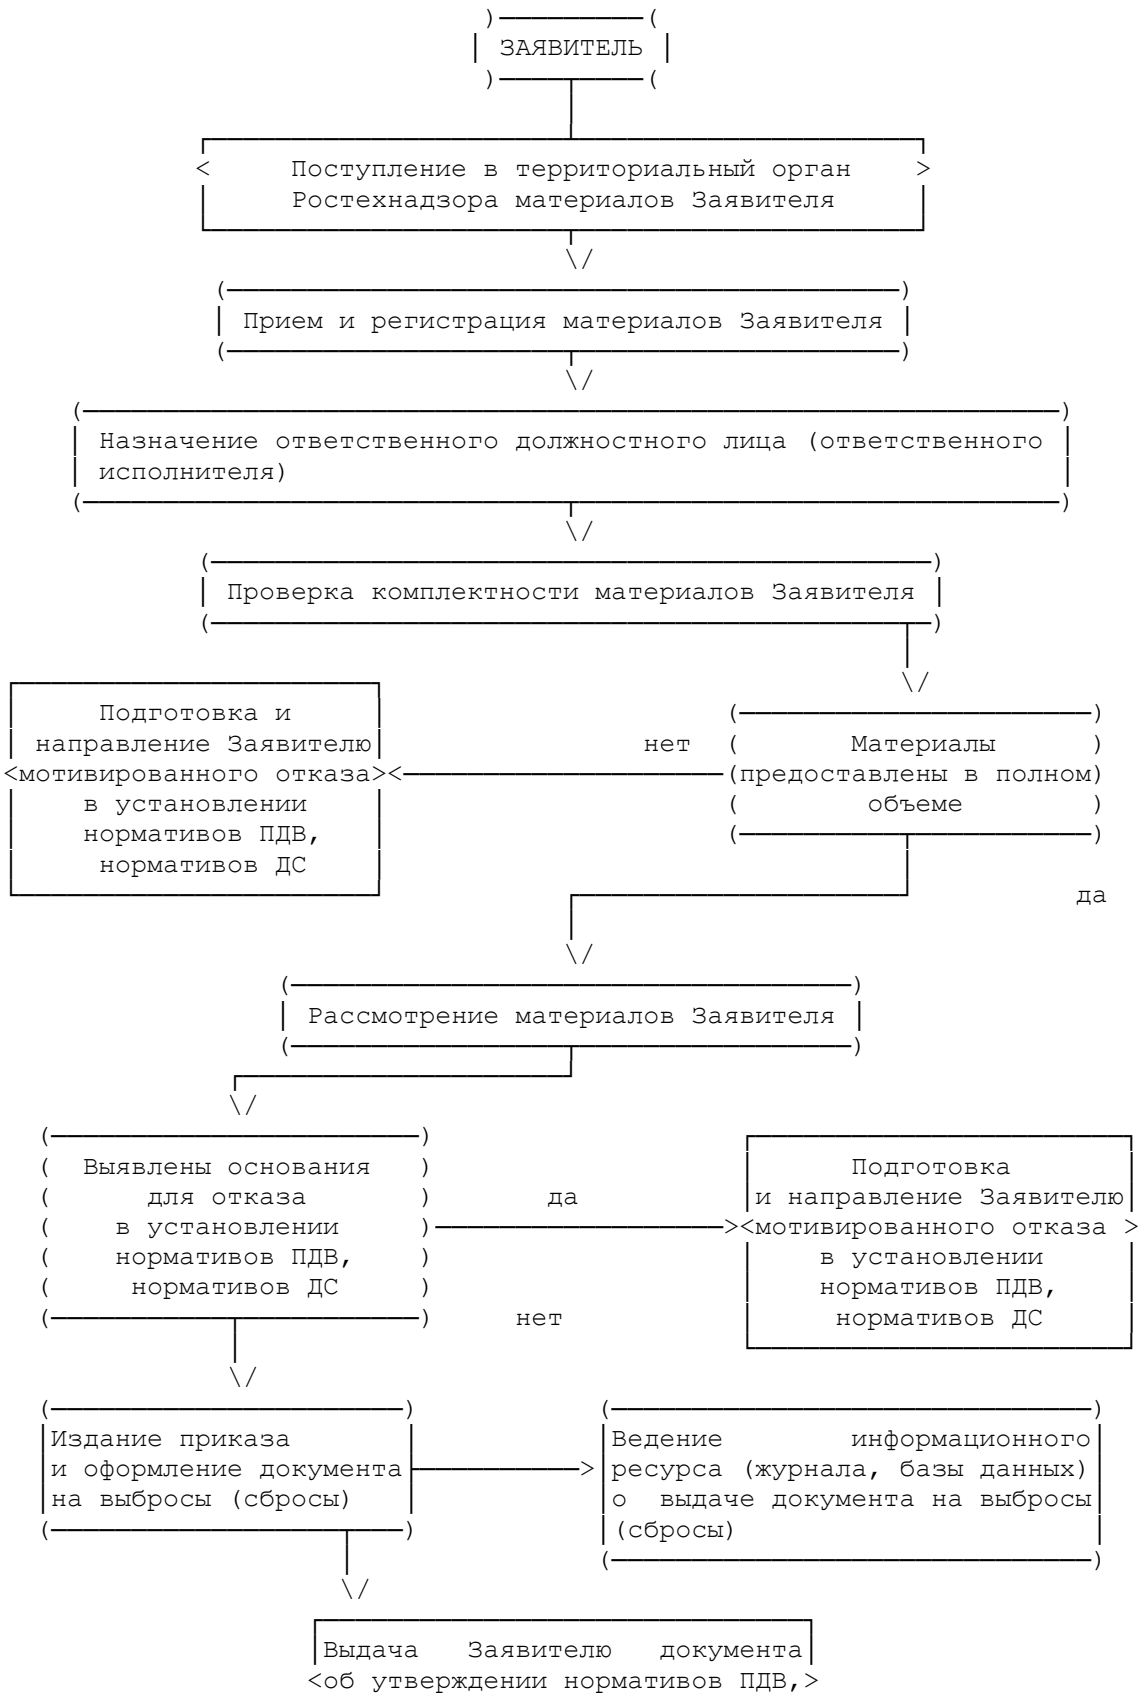 ЗАЯВИТЕЛЬ
Поступление в территориальный орган
Ростехнадзора материалов Заявителя
Прием и регистрация материалов Заявителя
Назначение ответственного должностного лица (ответственного
исполнителя)
Проверка комплектности материалов Заявителя
Подготовка и
направление Заявителю
мотивированного отказа
в установлении
нормативов ПДВ,
нормативов ДС
нет
Материалы
предоставлены в полном
объеме
да
Рассмотрение материалов Заявителя
Выявлены основания
для отказа
в установлении
нормативов ПДВ,
нормативов ДС
да
нет
Подготовка
и направление Заявителю
мотивированного отказа
в установлении
нормативов ПДВ,
нормативов ДС
Издание приказа
и оформление документа
на выбросы (сбросы)
Ведение информационного
ресурса (журнала, базы данных)
о выдаче документа на выбросы
(сбросы)
Выдача Заявителю документа
об утверждении нормативов ПДВ,